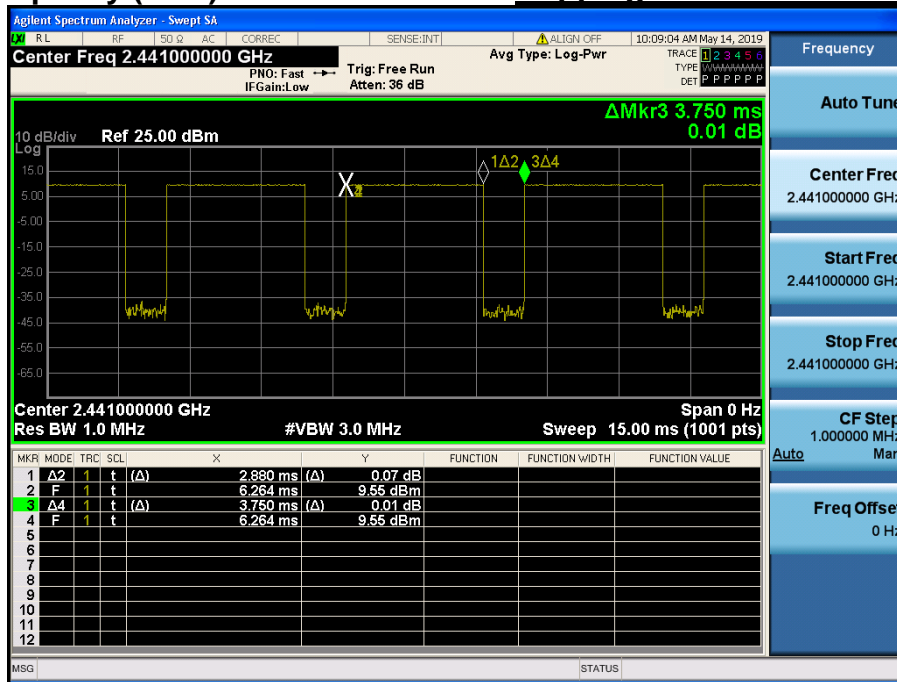 Agilent Spectrum Analyzer - Swept SA
LXI RL RF 50 Ω AC CORREC SENSE:INT ALIGN OFF 10:09:04 AM May 14, 2019
Center Freq 2.441000000 GHz Avg Type: Log-Pwr TRACE 1 2 3 4 5 6
PNO: Fast Trig: Free Run TYPE WWWWWW
IFGain:Low Atten: 36 dB DET P P P P P P
Frequency
Auto Tune
ΔMkr3 3.750 ms
10 dB/div Ref 25.00 dBm 0.01 dB
Log
15.0
5.00
-5.00
-15.0
-25.0
-35.0
-45.0
-55.0
-65.0
X 2 1Δ2 3Δ4
Center Freq
2.441000000 GHz
Start Freq
2.441000000 GHz
Stop Freq
2.441000000 GHz
Center 2.441000000 GHz Span 0 Hz
Res BW 1.0 MHz #VBW 3.0 MHz Sweep 15.00 ms (1001 pts)
CF Step
1.000000 MHz
Auto Man
MKR MODE TRC SCL X Y FUNCTION FUNCTION WIDTH FUNCTION VALUE
1 Δ2 1 t (Δ) 2.880 ms (Δ) 0.07 dB
2 F 1 t 6.264 ms 9.55 dBm
3 Δ4 1 t (Δ) 3.750 ms (Δ) 0.01 dB
4 F 1 t 6.264 ms 9.55 dBm
5
6
7
8
9
10
11
12
Freq Offset
0 Hz
MSG STATUS